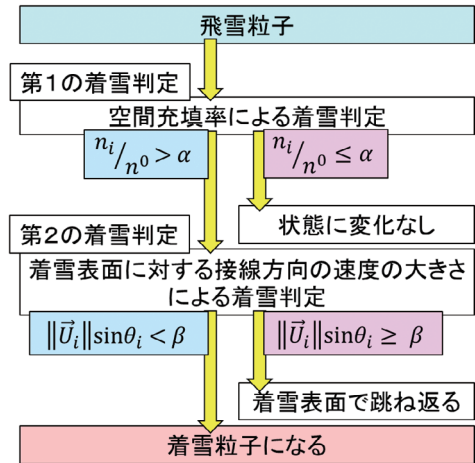 飛雪粒子
第1の着雪判定
空間充填率による着雪判定
n_i/n^0 > α
n_i/n^0 ≤ α
状態に変化なし
第2の着雪判定
着雪表面に対する接線方向の速度の大きさ
による着雪判定
‖U⃗_i‖sinθ_i < β
‖U⃗_i‖sinθ_i ≥ β
着雪表面で跳ね返る
着雪粒子になる